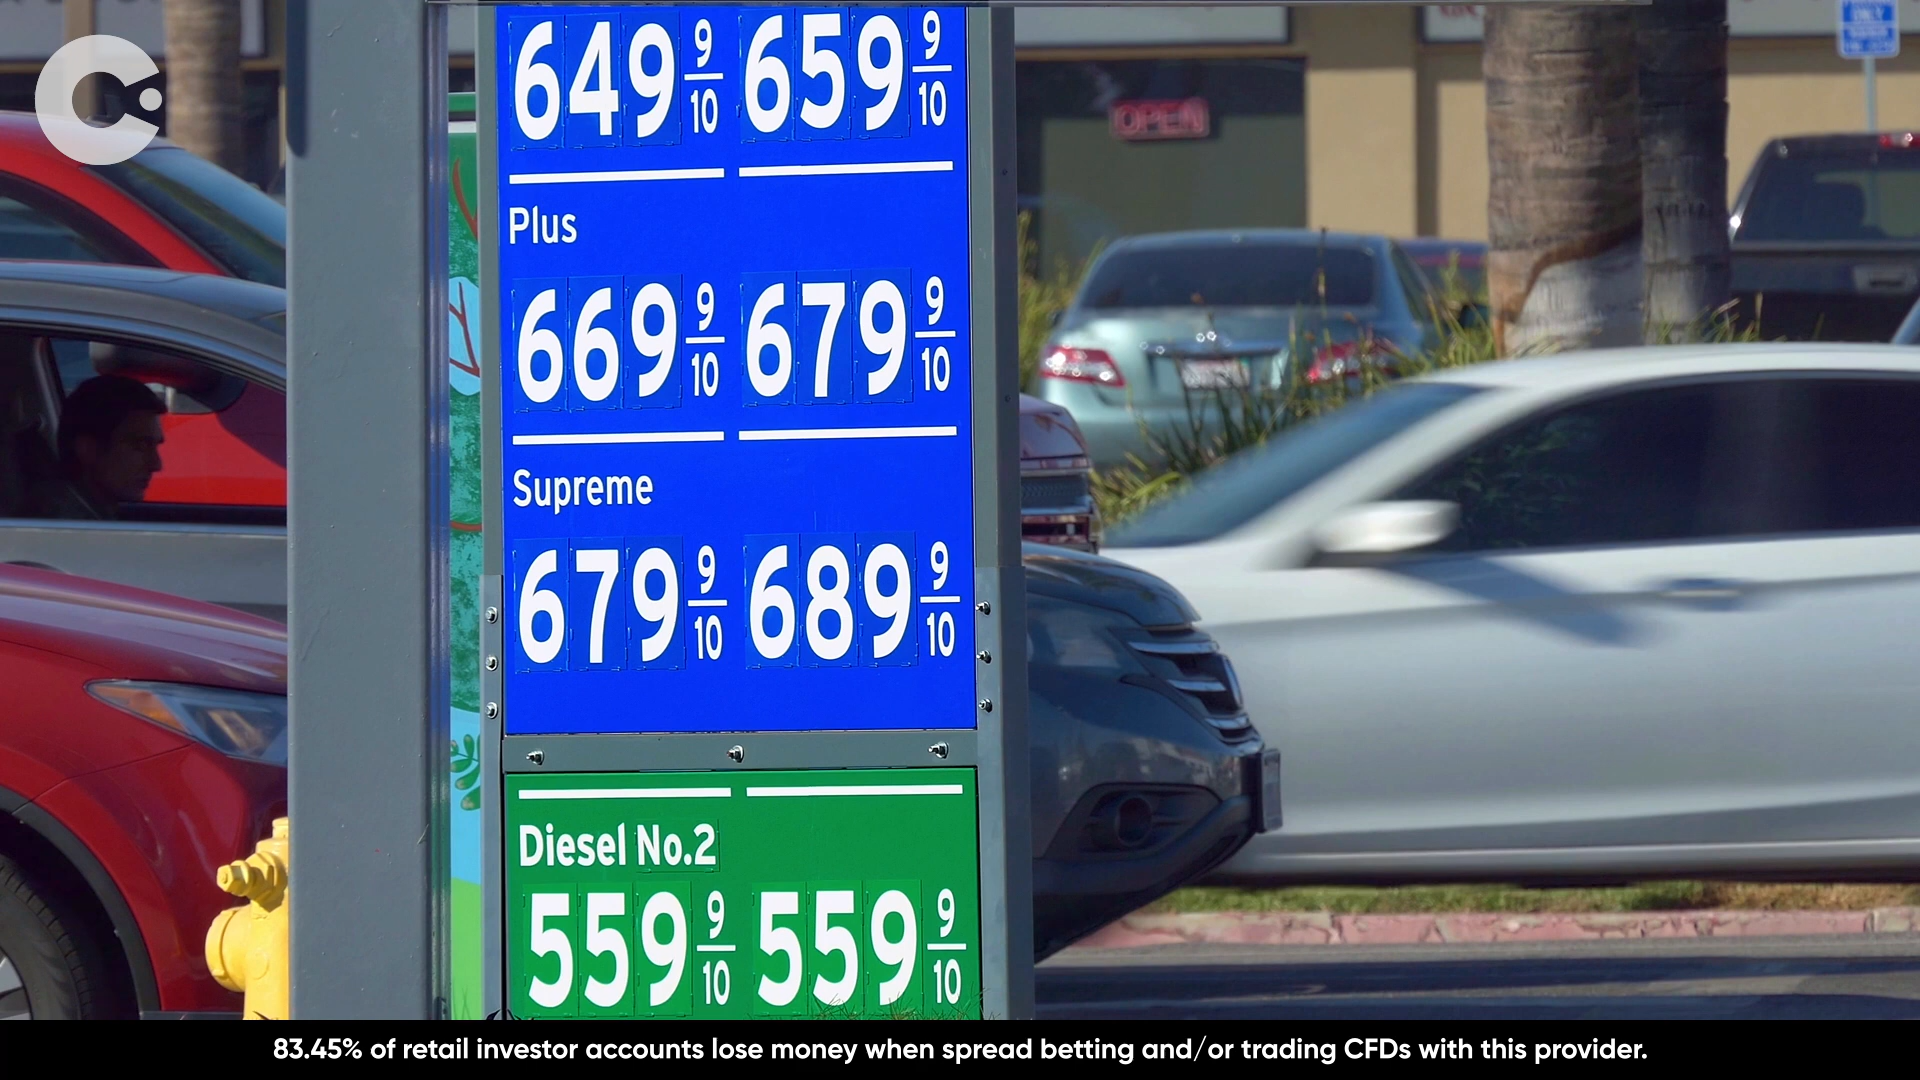 649 9/10 659 9/10
OPEN
ONLY
Plus
669 9/10 679 9/10
Supreme
679 9/10 689 9/10
Diesel No.2
559 9/10 559 9/10
83.45% of retail investor accounts lose money when spread betting and/or trading CFDs with this provider.